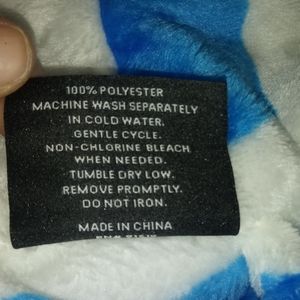 100% POLYESTER
MACHINE WASH SEPARATELY
IN COLD WATER.
GENTLE CYCLE.
NON-CHLORINE BLEACH
WHEN NEEDED.
TUMBLE DRY LOW.
REMOVE PROMPTLY.
DO NOT IRON.
MADE IN CHINA